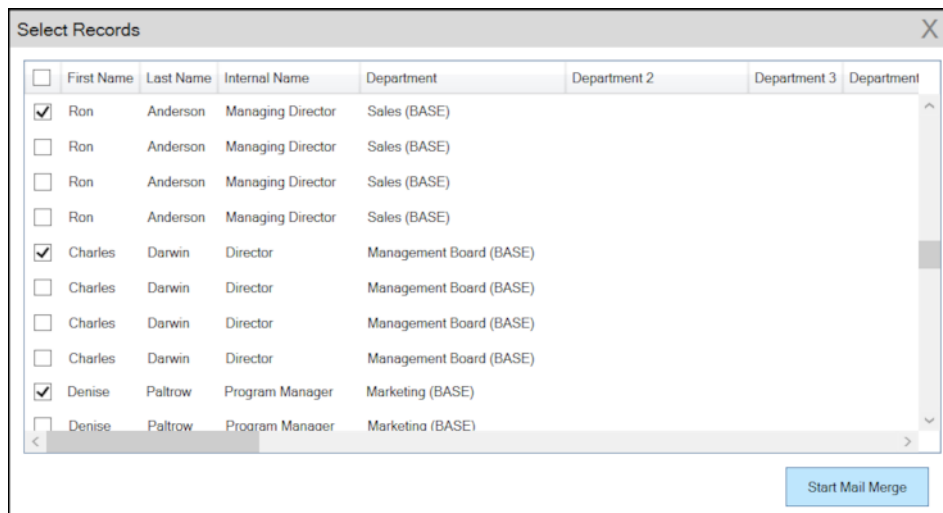 Select Records X
First Name Last Name Internal Name Department Department 2 Department 3 Department
Ron Anderson Managing Director Sales (BASE)
Ron Anderson Managing Director Sales (BASE)
Ron Anderson Managing Director Sales (BASE)
Ron Anderson Managing Director Sales (BASE)
Charles Darwin Director Management Board (BASE)
Charles Darwin Director Management Board (BASE)
Charles Darwin Director Management Board (BASE)
Charles Darwin Director Management Board (BASE)
Denise Paltrow Program Manager Marketing (BASE)
Denise Paltrow Program Manager Marketing (BASE)
Start Mail Merge